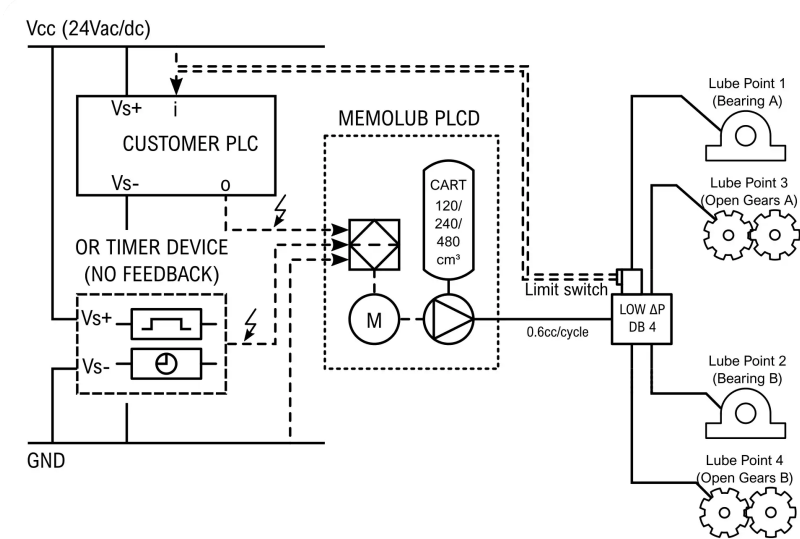 Vcc (24Vac/dc)
Vs+
i
CUSTOMER PLC
Vs-
o
OR TIMER DEVICE
(NO FEEDBACK)
Vs+
Vs-
GND
MEMOLUB PLCD
CART
120/
240/
480
cm³
M
0.6cc/cycle
Limit switch
LOW ΔP
DB 4
Lube Point 1
(Bearing A)
Lube Point 3
(Open Gears A)
Lube Point 2
(Bearing B)
Lube Point 4
(Open Gears B)